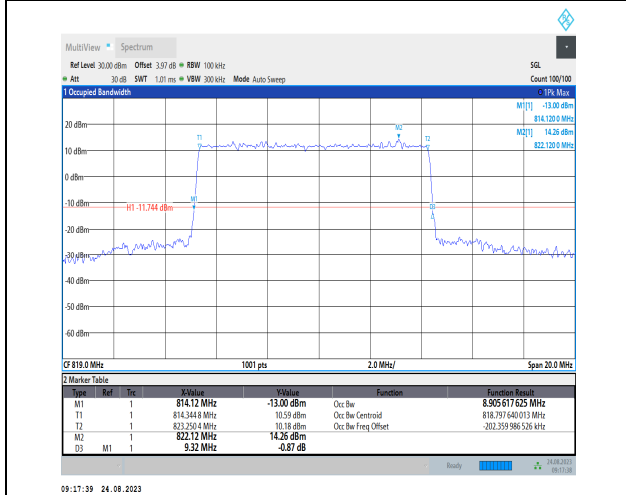 MultiView Spectrum
Ref Level 30.00 dBm Offset 3.97 dB RBW 100 kHz SGL
Att 30 dB SWT 1.01 ms VBW 300 kHz Mode Auto Sweep Count 100/100
1 Occupied Bandwidth 1Pk Max
M1[1] -13.00 dBm
814.1200 MHz
M2[1] 14.26 dBm
822.1200 MHz
20 dBm
M2
T1
T2
10 dBm
0 dBm
-10 dBm
M1
H1 -11.744 dBm
D3
-20 dBm
-30 dBm
-40 dBm
-50 dBm
-60 dBm
CF 819.0 MHz 1001 pts 2.0 MHz/ Span 20.0 MHz
2 Marker Table
Type Ref Trc X-Value Y-Value Function Function Result
M1 1 814.12 MHz -13.00 dBm Occ Bw 8.905 617 625 MHz
T1 1 814.344 8 MHz 10.59 dBm Occ Bw Centroid 818.797 640 013 MHz
T2 1 823.250 4 MHz 10.18 dBm Occ Bw Freq Offset -202.359 986 526 kHz
M2 1 822.12 MHz 14.26 dBm
D3 M1 1 9.32 MHz -0.87 dB
Ready 24.08.2023
09:17:39
09:17:39 24.08.2023